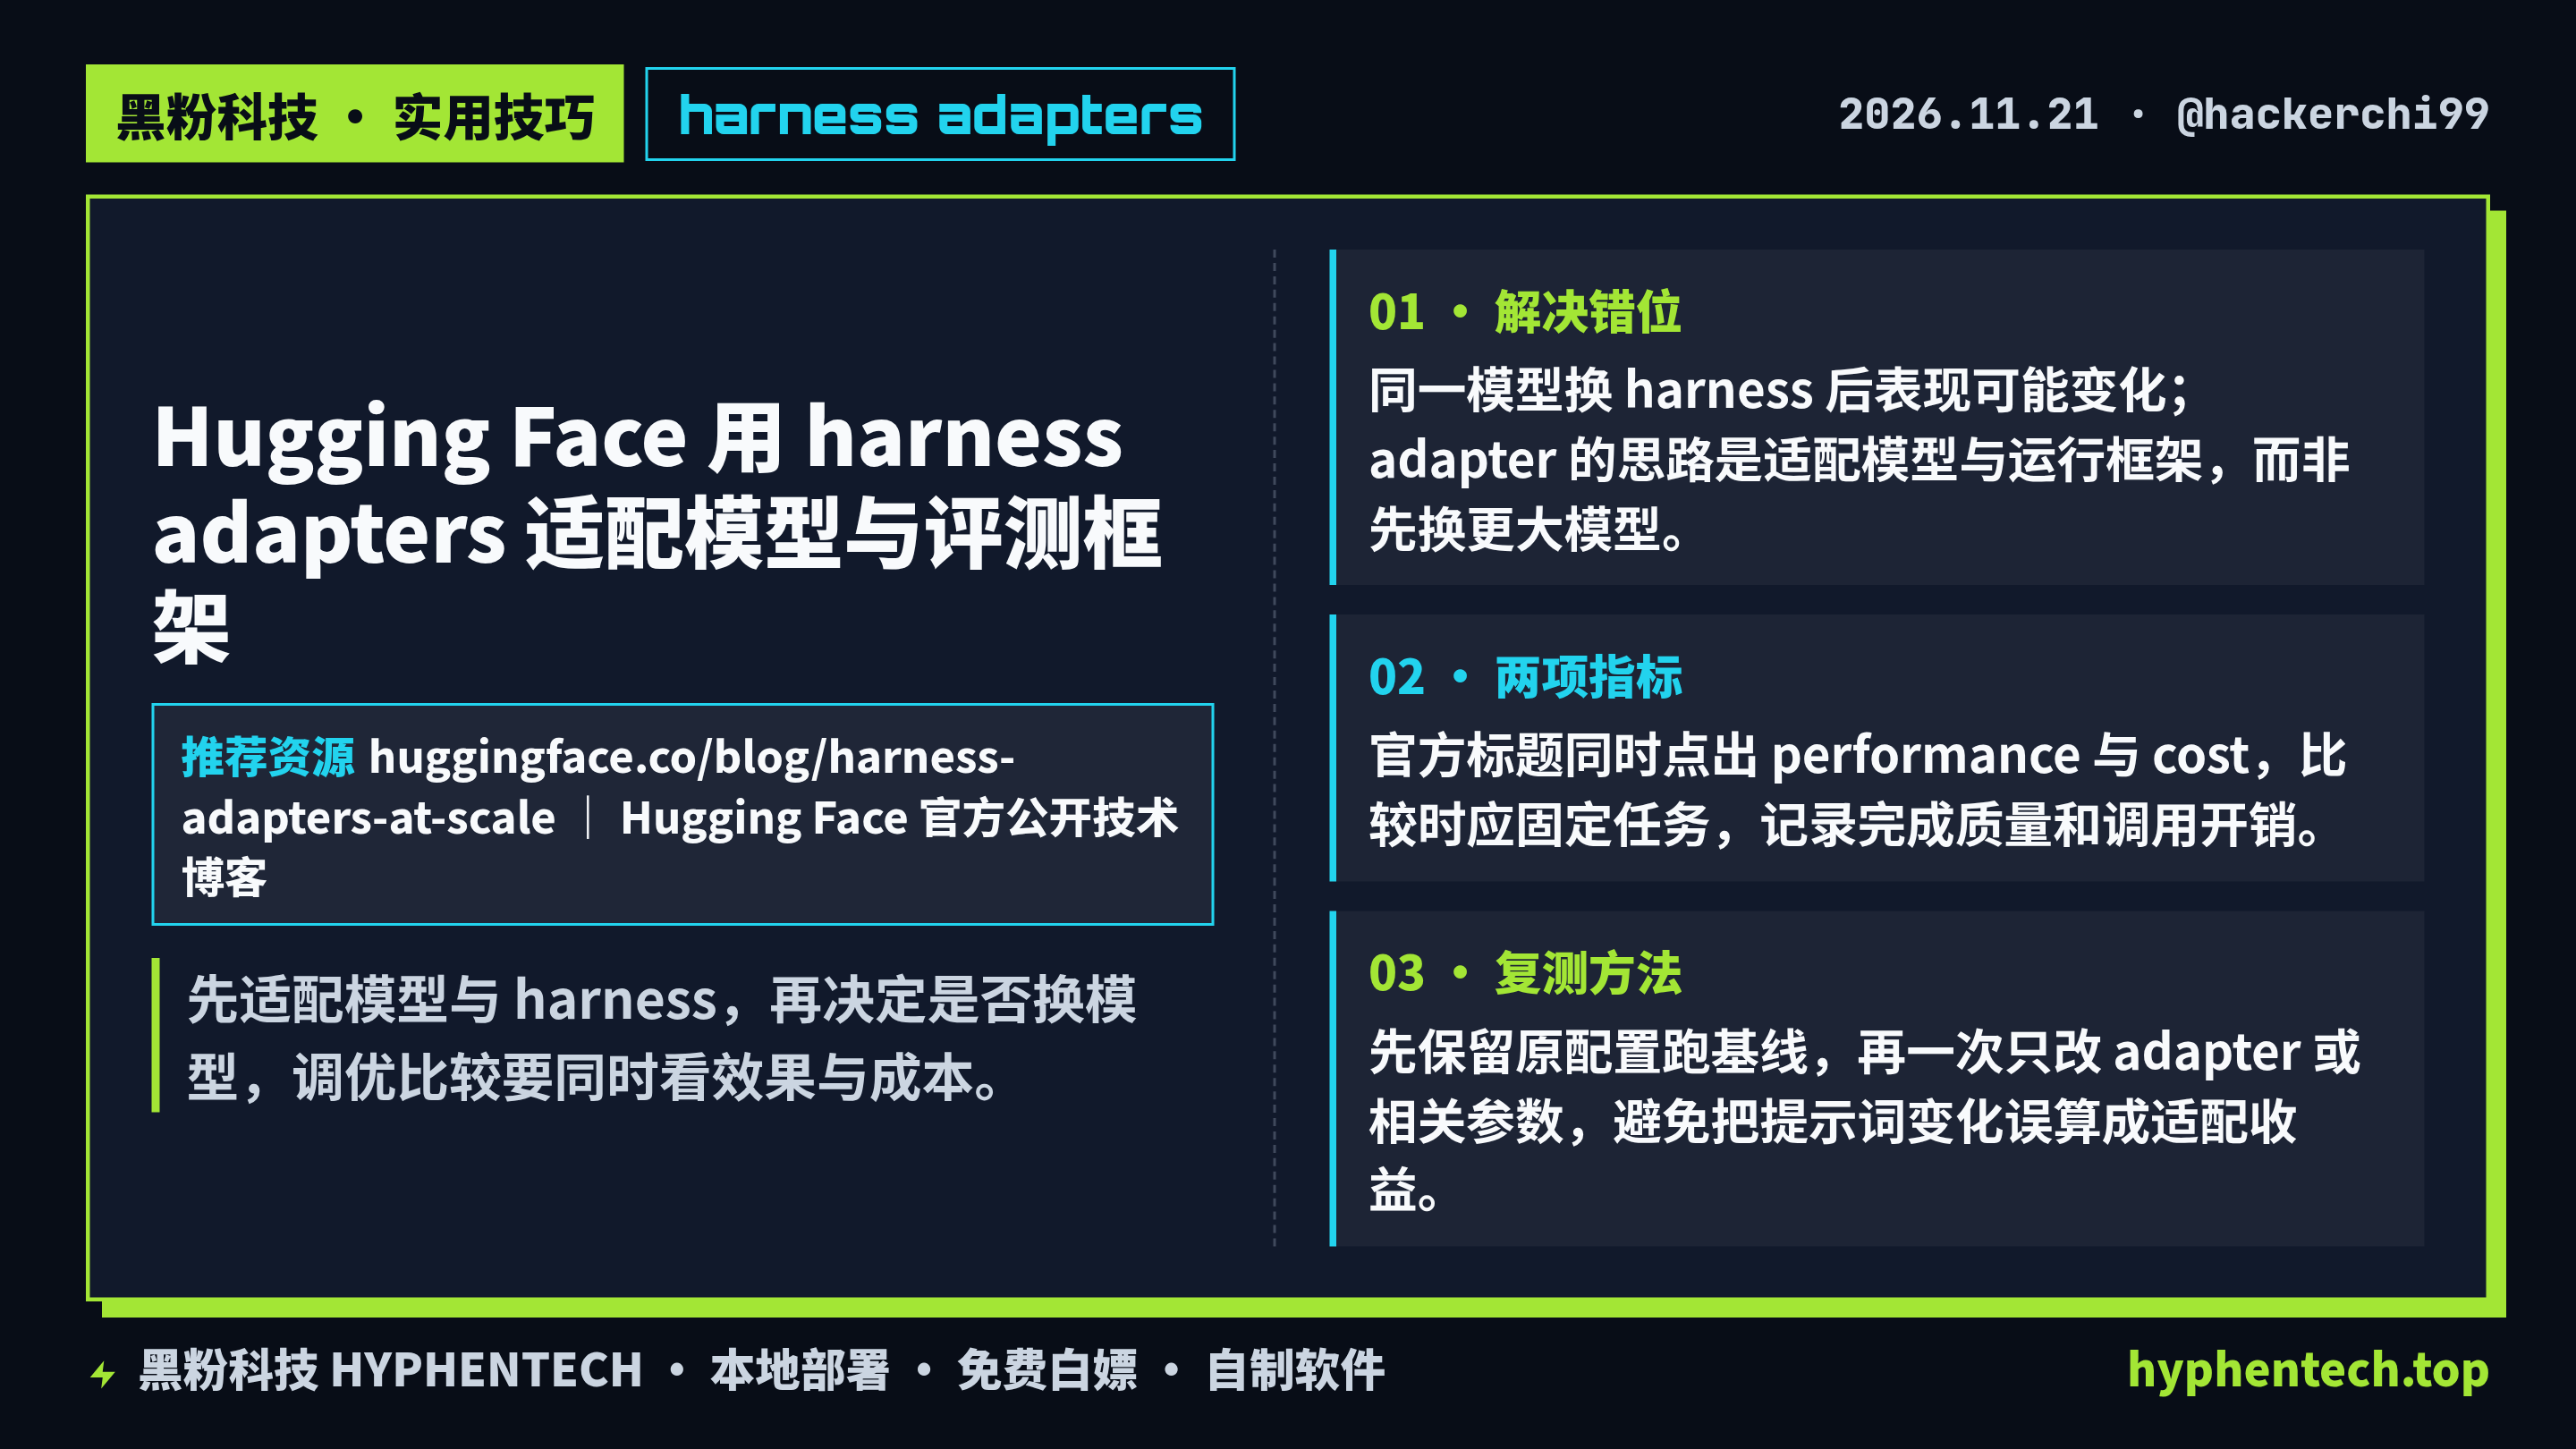 黑粉科技 · 实用技巧
harness adapters
2026.11.21 · @hackerchi99
Hugging Face 用 harness
adapters 适配模型与评测框
架
推荐资源 huggingface.co/blog/harness-
adapters-at-scale ｜ Hugging Face 官方公开技术
博客
先适配模型与 harness，再决定是否换模
型，调优比较要同时看效果与成本。
01 · 解决错位
同一模型换 harness 后表现可能变化；
adapter 的思路是适配模型与运行框架，而非
先换更大模型。
02 · 两项指标
官方标题同时点出 performance 与 cost，比
较时应固定任务，记录完成质量和调用开销。
03 · 复测方法
先保留原配置跑基线，再一次只改 adapter 或
相关参数，避免把提示词变化误算成适配收
益。
黑粉科技 HYPHENTECH · 本地部署 · 免费白嫖 · 自制软件
hyphentech.top